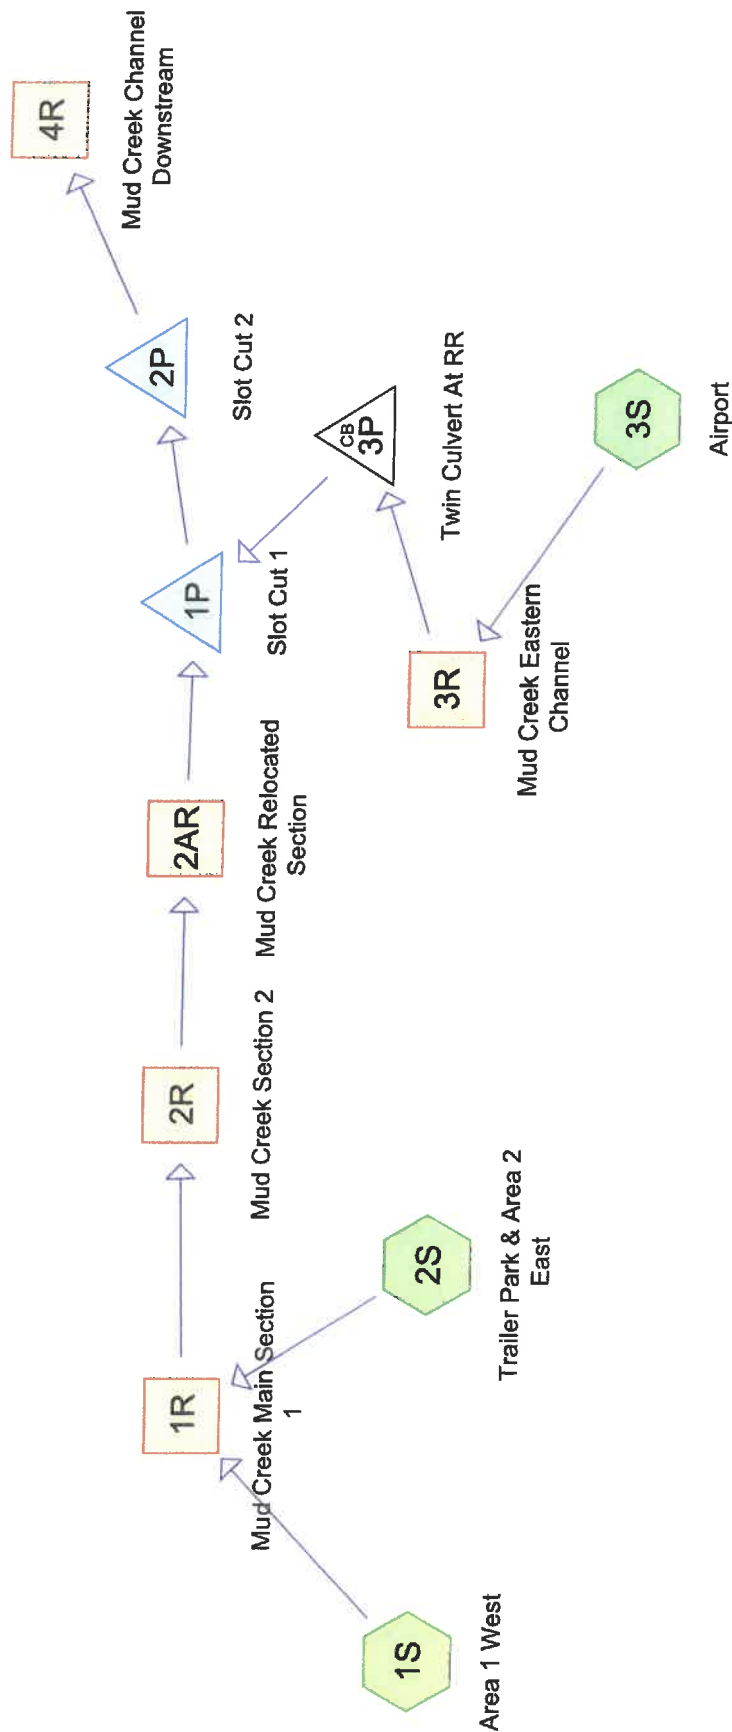 4R
Mud Creek Channel
Downstream
2P
Slot Cut 2
1P
Slot Cut 1
CB
3P
Twin Culvert At RR
3S
Airport
3R
Mud Creek Eastern
Channel
2AR
Mud Creek Relocated
Section
2R
Mud Creek Section 2
1R
Mud Creek Main Section
1
2S
Trailer Park & Area 2
East
1S
Area 1 West